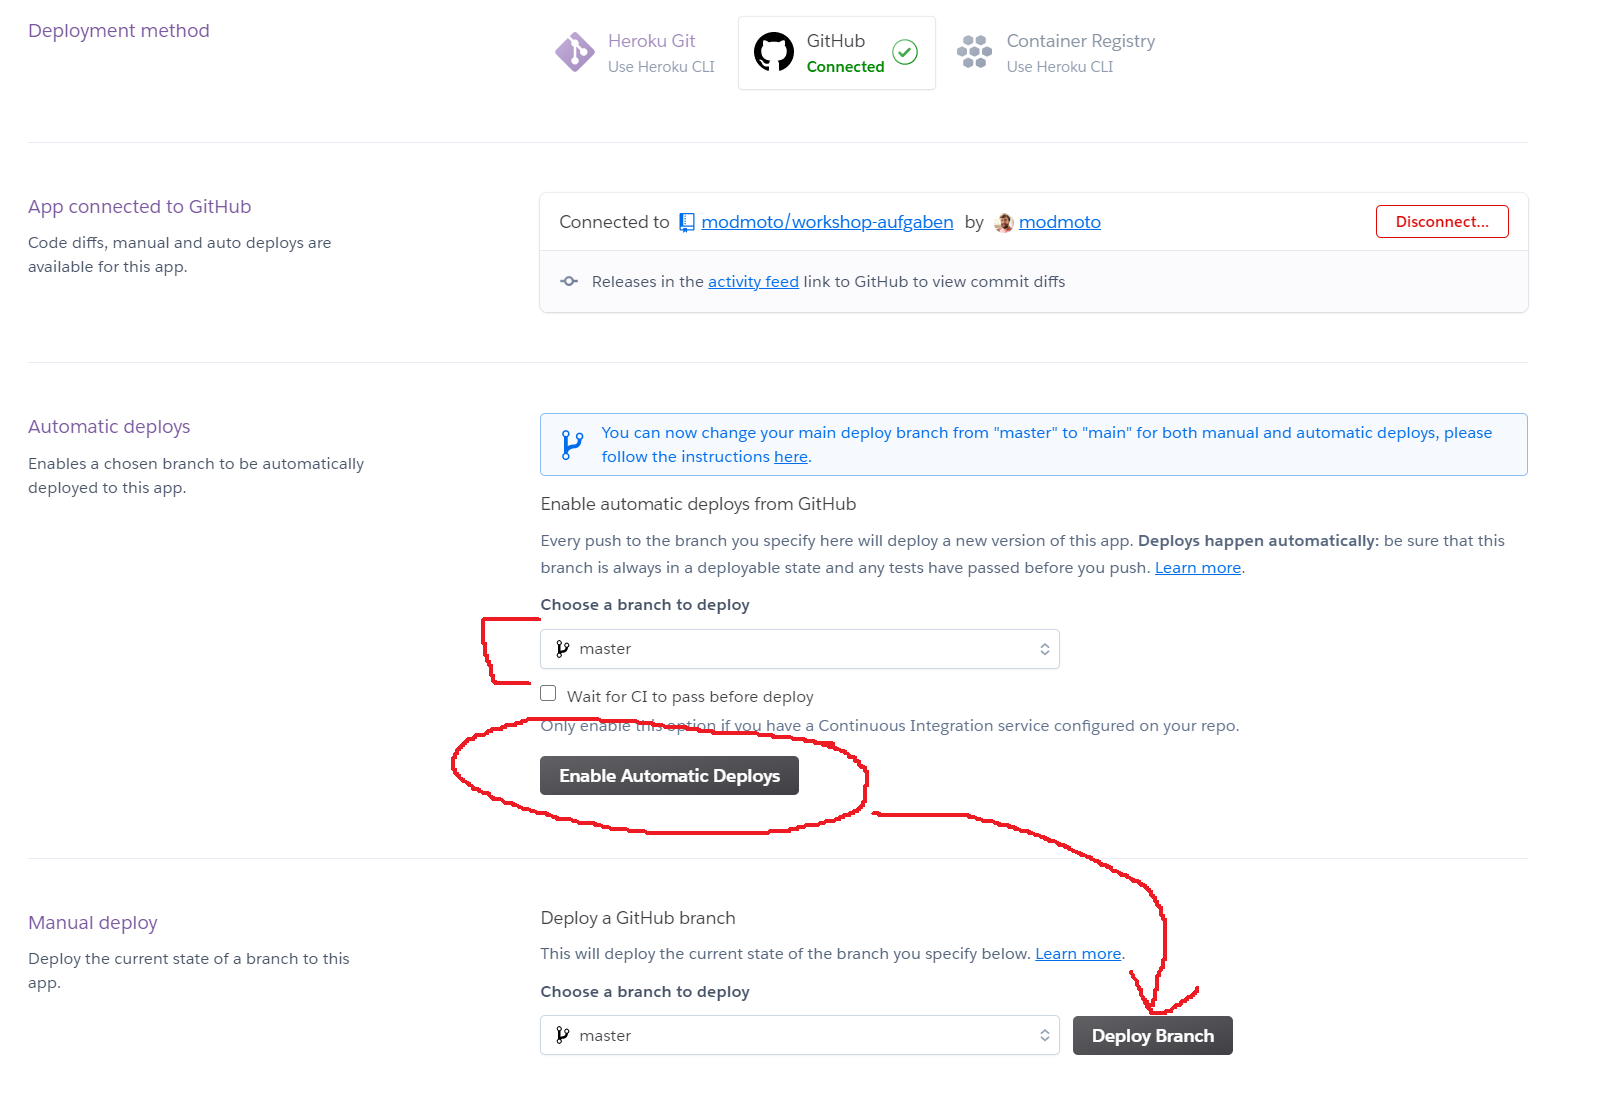 Deployment method
Heroku Git
Use Heroku CLI
GitHub
Connected
Container Registry
Use Heroku CLI
App connected to GitHub
Code diffs, manual and auto deploys are
available for this app.
Connected to modmoto/workshop-aufgaben by modmoto
Disconnect...
Releases in the activity feed link to GitHub to view commit diffs
Automatic deploys
Enables a chosen branch to be automatically
deployed to this app.
You can now change your main deploy branch from "master" to "main" for both manual and automatic deploys, please
follow the instructions here.
Enable automatic deploys from GitHub
Every push to the branch you specify here will deploy a new version of this app. Deploys happen automatically: be sure that this
branch is always in a deployable state and any tests have passed before you push. Learn more.
Choose a branch to deploy
master
Wait for CI to pass before deploy
Only enable this option if you have a Continuous Integration service configured on your repo.
Enable Automatic Deploys
Manual deploy
Deploy the current state of a branch to this
app.
Deploy a GitHub branch
This will deploy the current state of the branch you specify below. Learn more.
Choose a branch to deploy
master
Deploy Branch